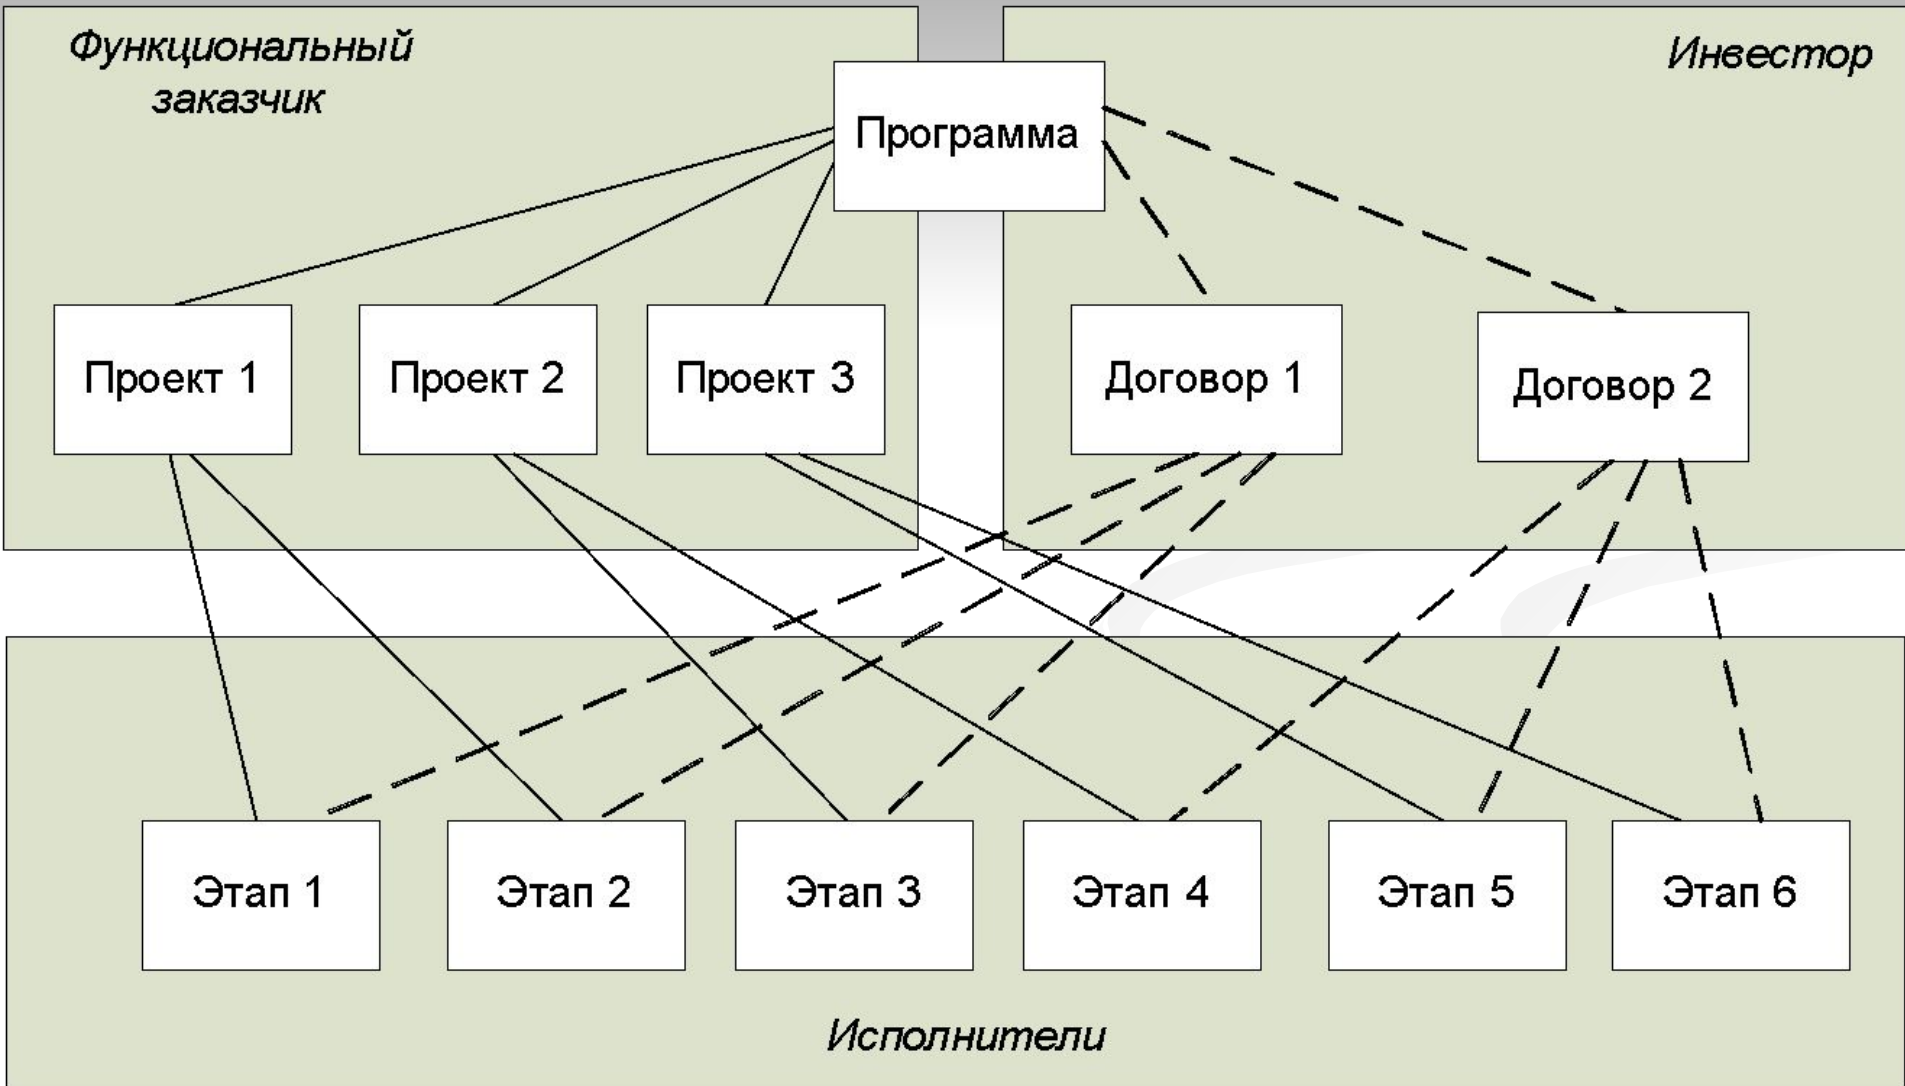 Функциональный
заказчик
Инвестор
Программа
Проект 1
Проект 2
Проект 3
Договор 1
Договор 2
Этап 1
Этап 2
Этап 3
Этап 4
Этап 5
Этап 6
Исполнители